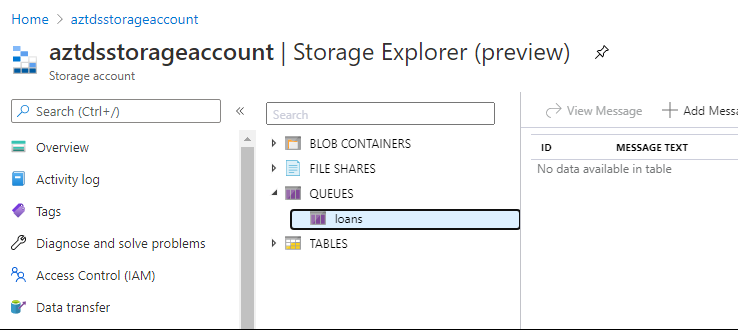 Home > aztdsstorageaccount
aztdsstorageaccount | Storage Explorer (preview)
Storage account
Search (Ctrl+/)
«
Overview
Activity log
Tags
Diagnose and solve problems
Access Control (IAM)
Data transfer
Search
BLOB CONTAINERS
FILE SHARES
QUEUES
loans
TABLES
View Message
Add Messa
ID MESSAGE TEXT
No data available in table